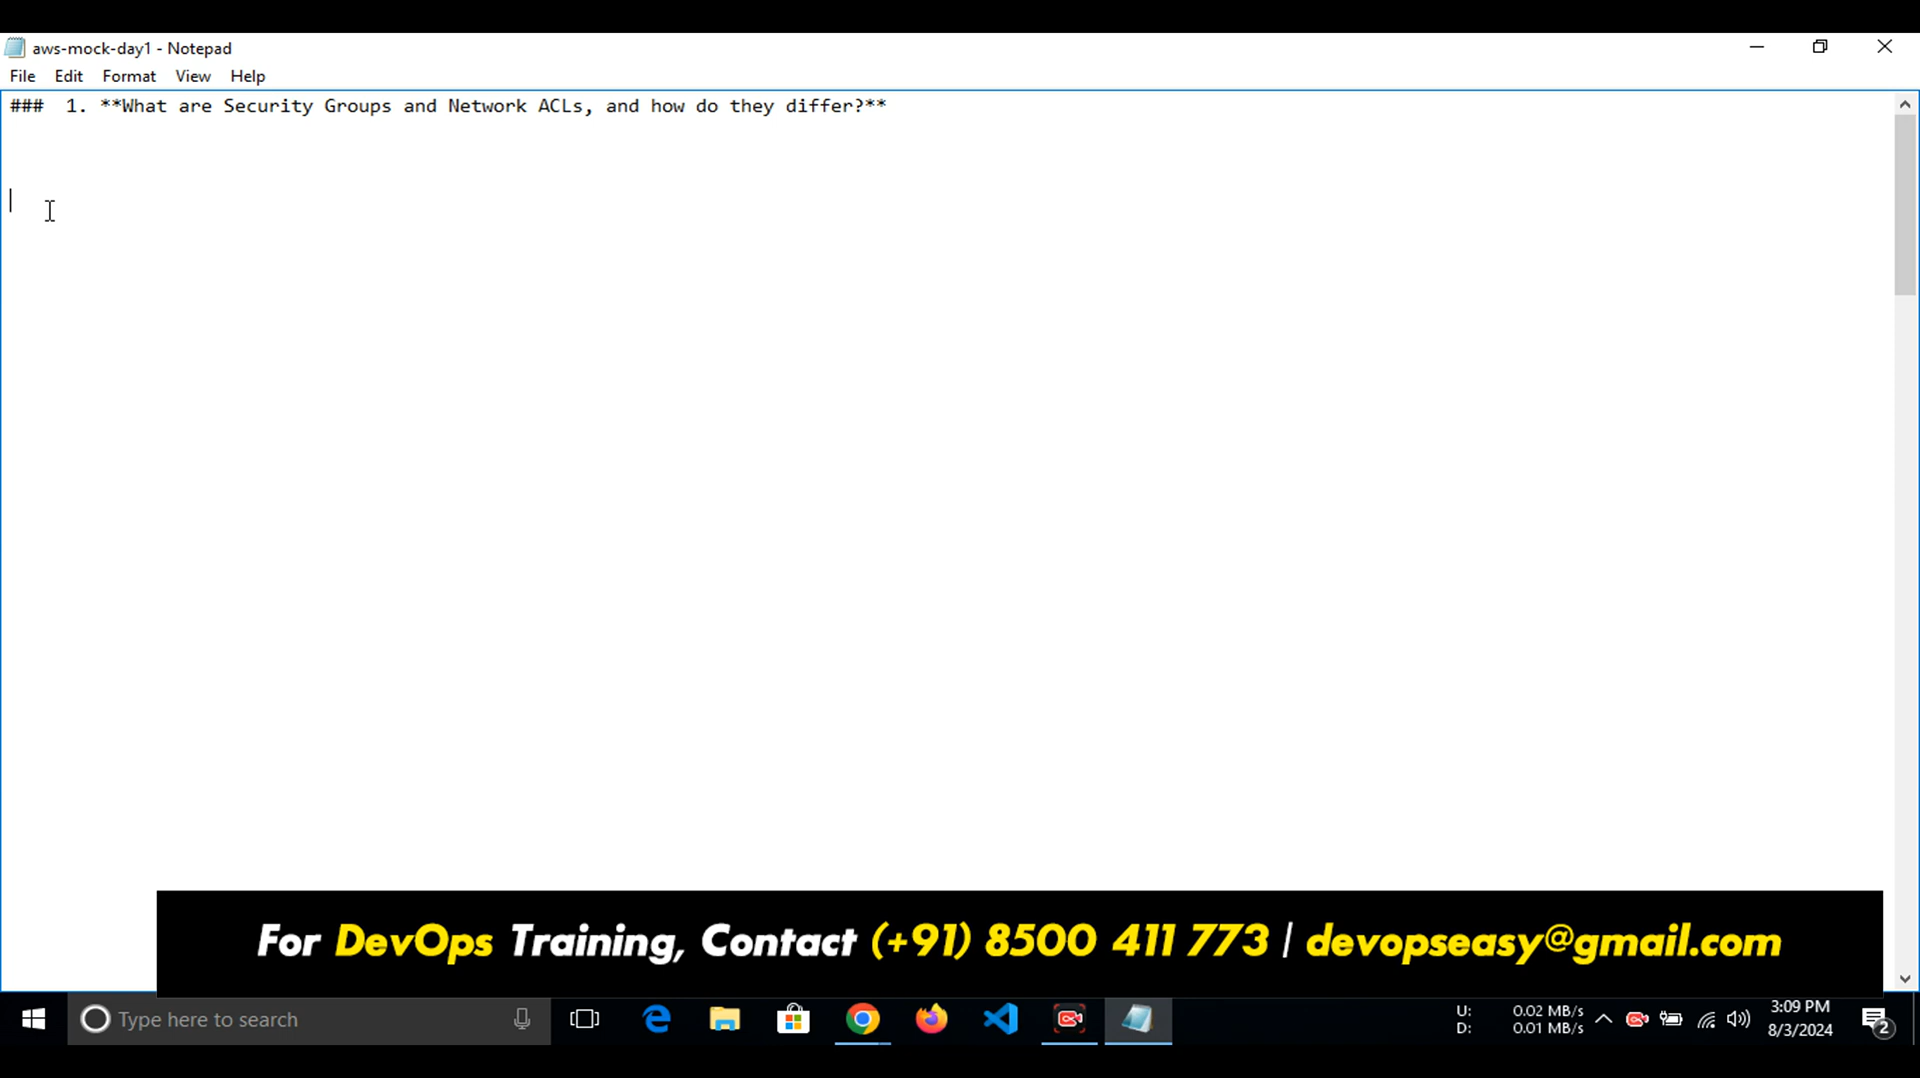 aws-mock-day1 - Notepad
File Edit Format View Help
###  1. **What are Security Groups and Network ACLs, and how do they differ?**
For DevOps Training, Contact (+91) 8500 411 773 | devopseasy@gmail.com
Type here to search
U: 0.02 MB/s
D: 0.01 MB/s
3:09 PM
8/3/2024
2